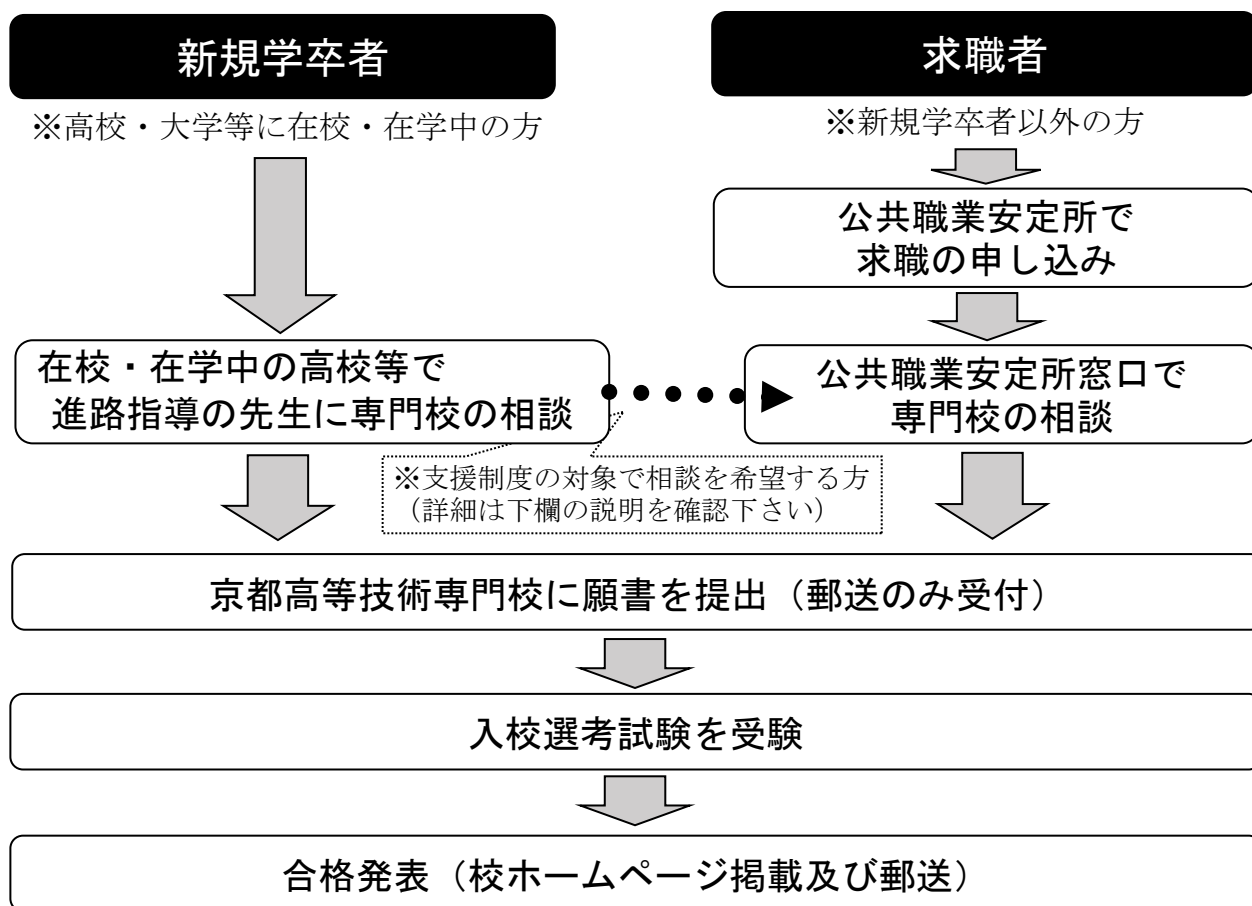 新規学卒者
※高校・大学等に在校・在学中の方
求職者
※新規学卒者以外の方
公共職業安定所で
求職の申し込み
在校・在学中の高校等で
進路指導の先生に専門校の相談
公共職業安定所窓口で
専門校の相談
※支援制度の対象で相談を希望する方
（詳細は下欄の説明を確認下さい）
京都高等技術専門校に願書を提出（郵送のみ受付）
入校選考試験を受験
合格発表（校ホームページ掲載及び郵送）